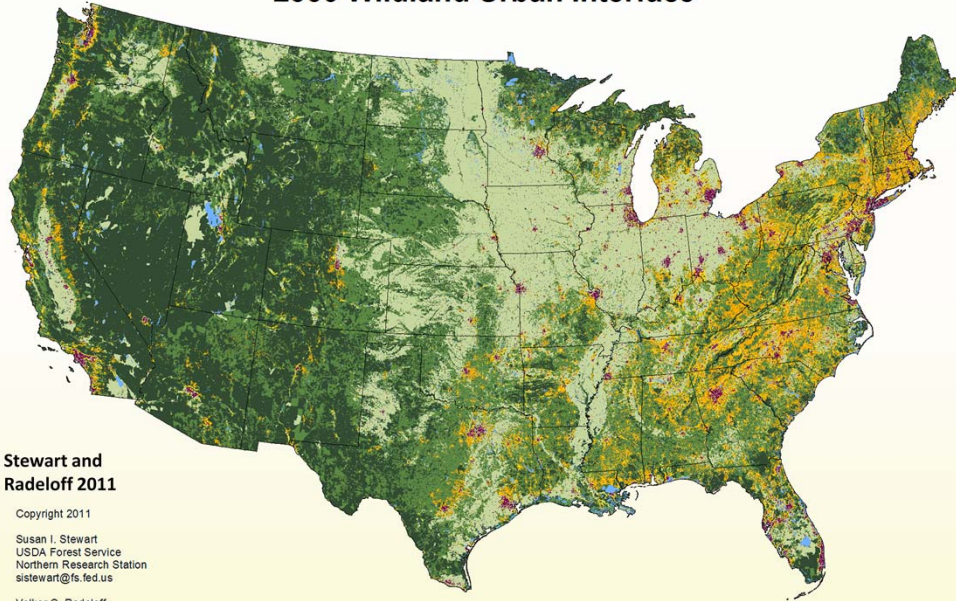 Wildland Urban Interface
Stewart and
Radeloff 2011
Copyright 2011
Susan I. Stewart
USDA Forest Service
Northern Research Station
sistewart@fs.fed.us